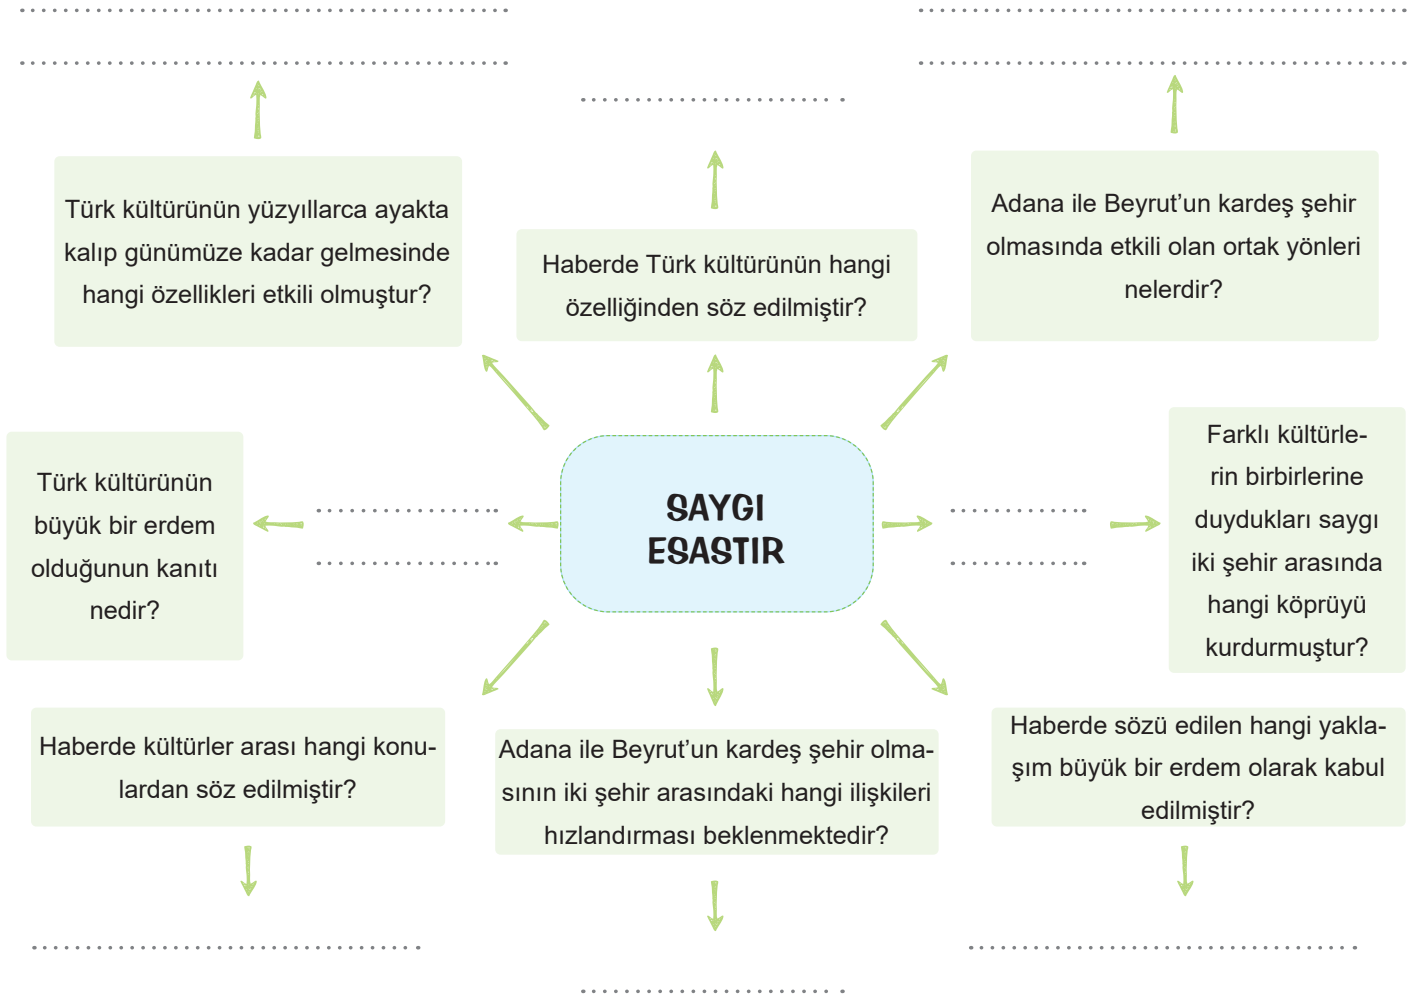 Türk kültürünün yüzyıllarca ayakta
kalıp günümüze kadar gelmesinde
hangi özellikleri etkili olmuştur?
Haberde Türk kültürünün hangi
özelliğinden söz edilmiştir?
Adana ile Beyrut’un kardeş şehir
olmasında etkili olan ortak yönleri
nelerdir?
Türk kültürünün
büyük bir erdem
olduğunun kanıtı
nedir?
SAYGI
ESASTIR
Farklı kültürle-
rin birbirlerine
duydukları saygı
iki şehir arasında
hangi köprüyü
kurdurmuştur?
Haberde kültürler arası hangi konu-
lardan söz edilmiştir?
Adana ile Beyrut’un kardeş şehir olma-
sının iki şehir arasındaki hangi ilişkileri
hızlandırması beklenmektedir?
Haberde sözü edilen hangi yakla-
şım büyük bir erdem olarak kabul
edilmiştir?